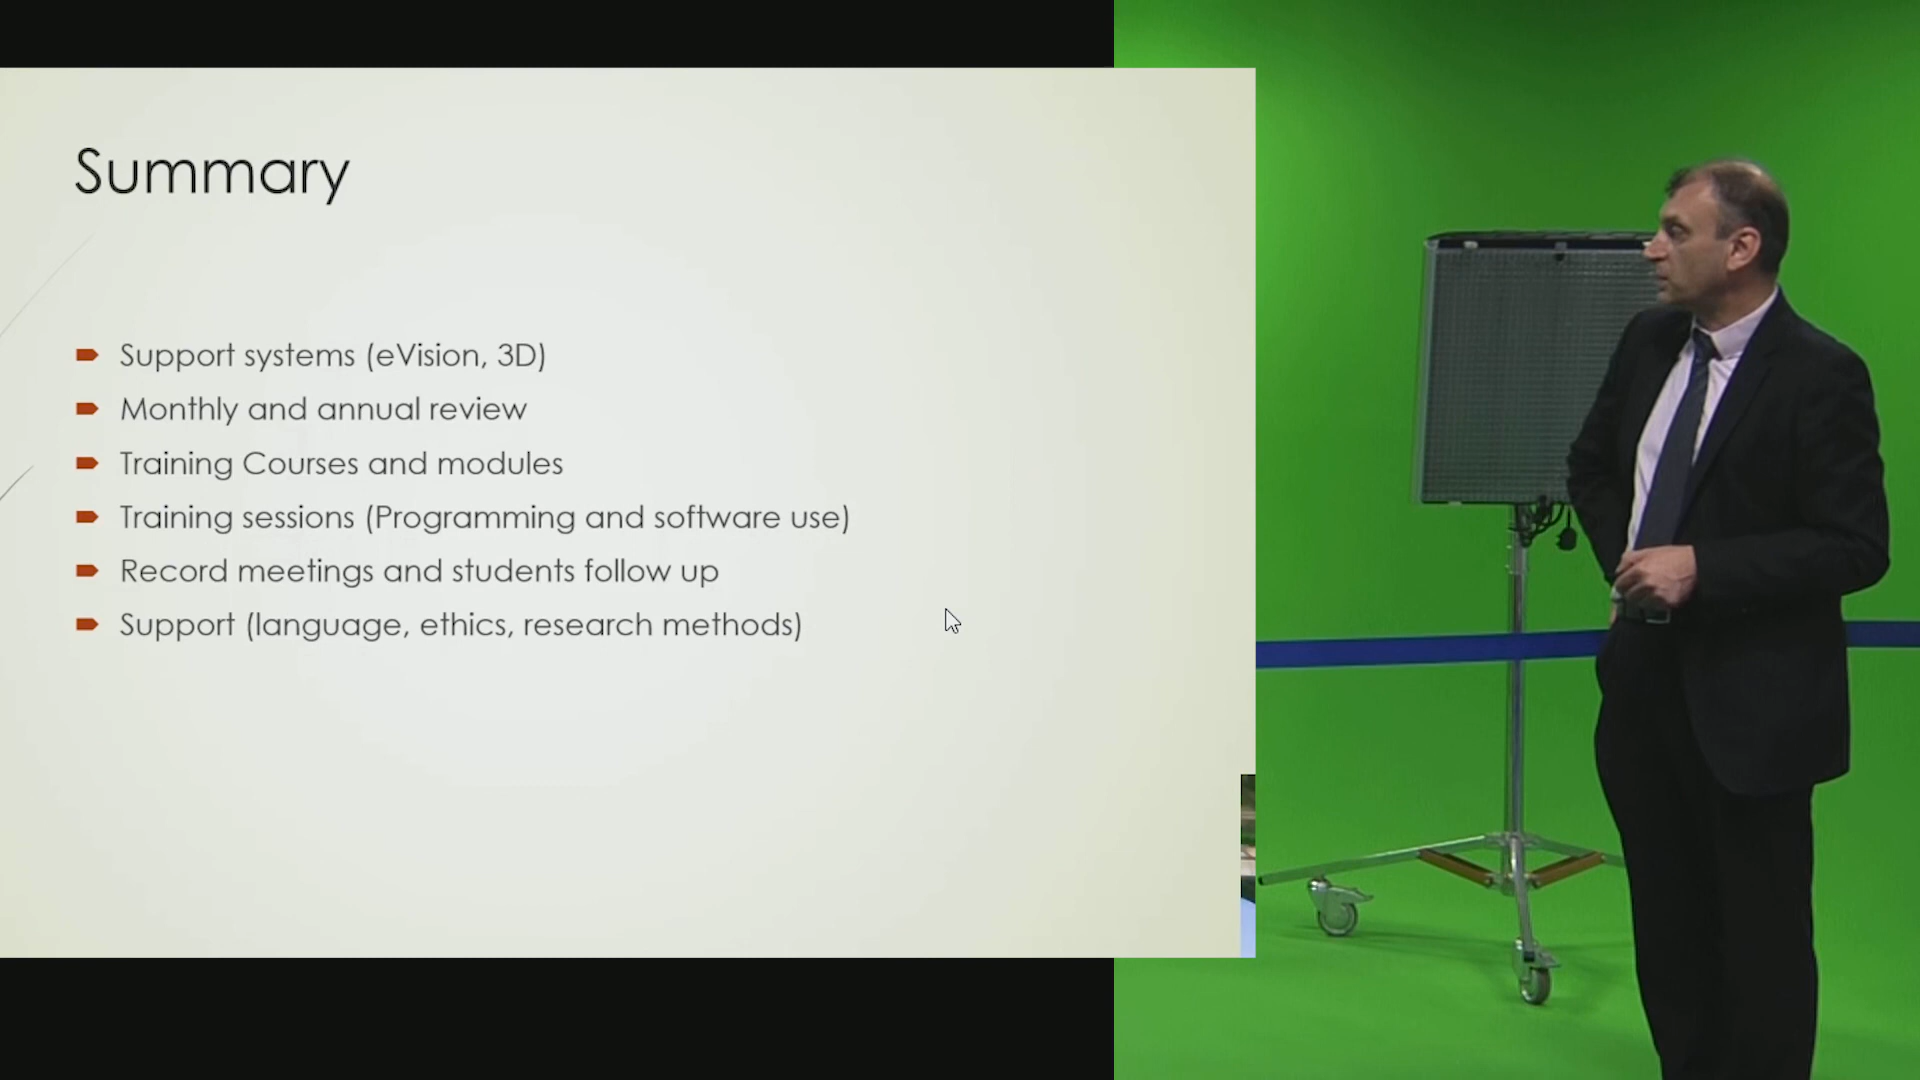 Summary
Support systems (eVision, 3D)
Monthly and annual review
Training Courses and modules
Training sessions (Programming and software use)
Record meetings and students follow up
Support (language, ethics, research methods)